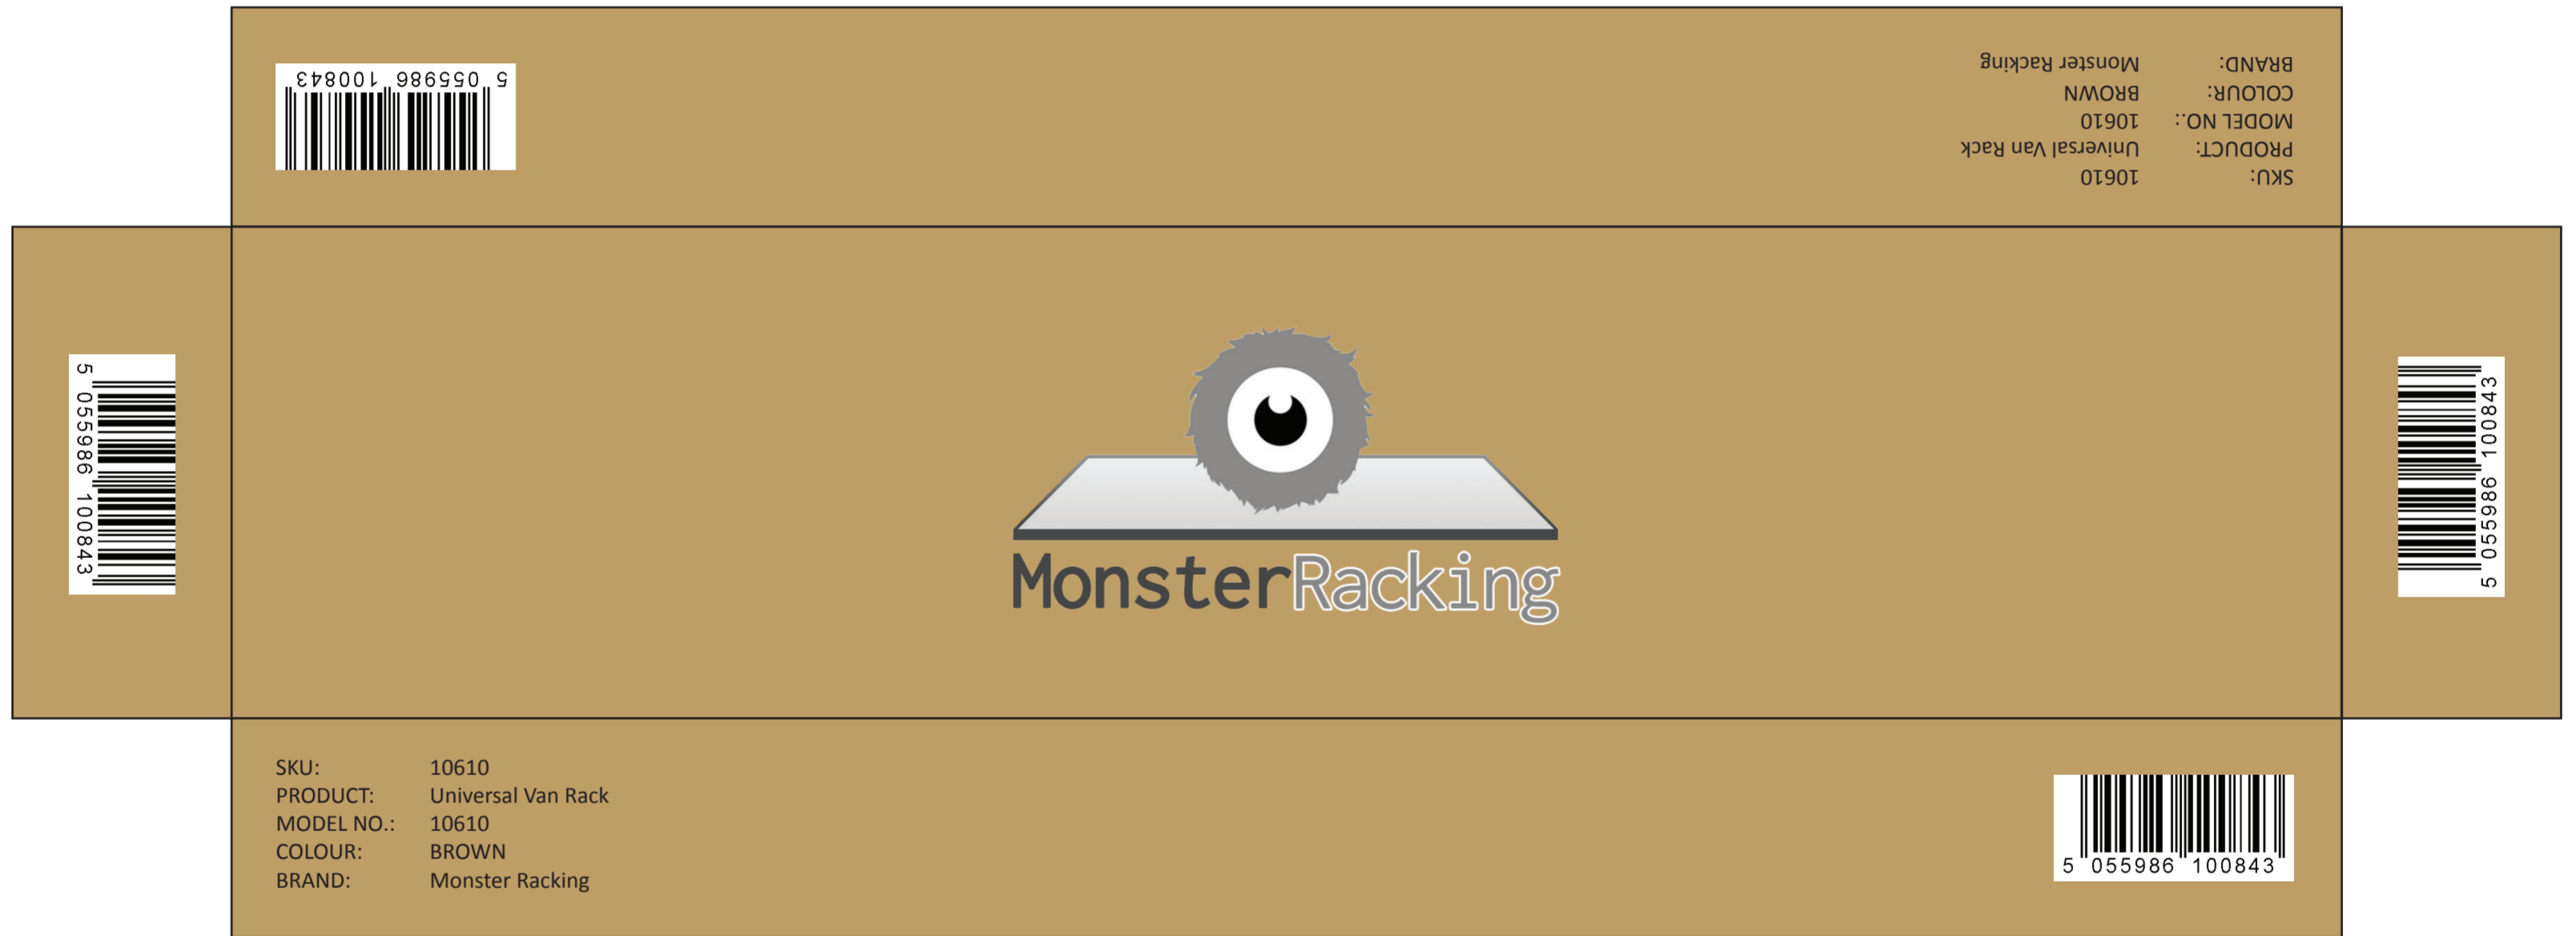 5 055986 100843
BRAND: Monster Racking
COLOUR: BROWN
MODEL NO.: 10610
PRODUCT: Universal Van Rack
SKU: 10610
5 055986 100843
MonsterRacking
5 055986 100843
SKU: 10610
PRODUCT: Universal Van Rack
MODEL NO.: 10610
COLOUR: BROWN
BRAND: Monster Racking
5 055986 100843